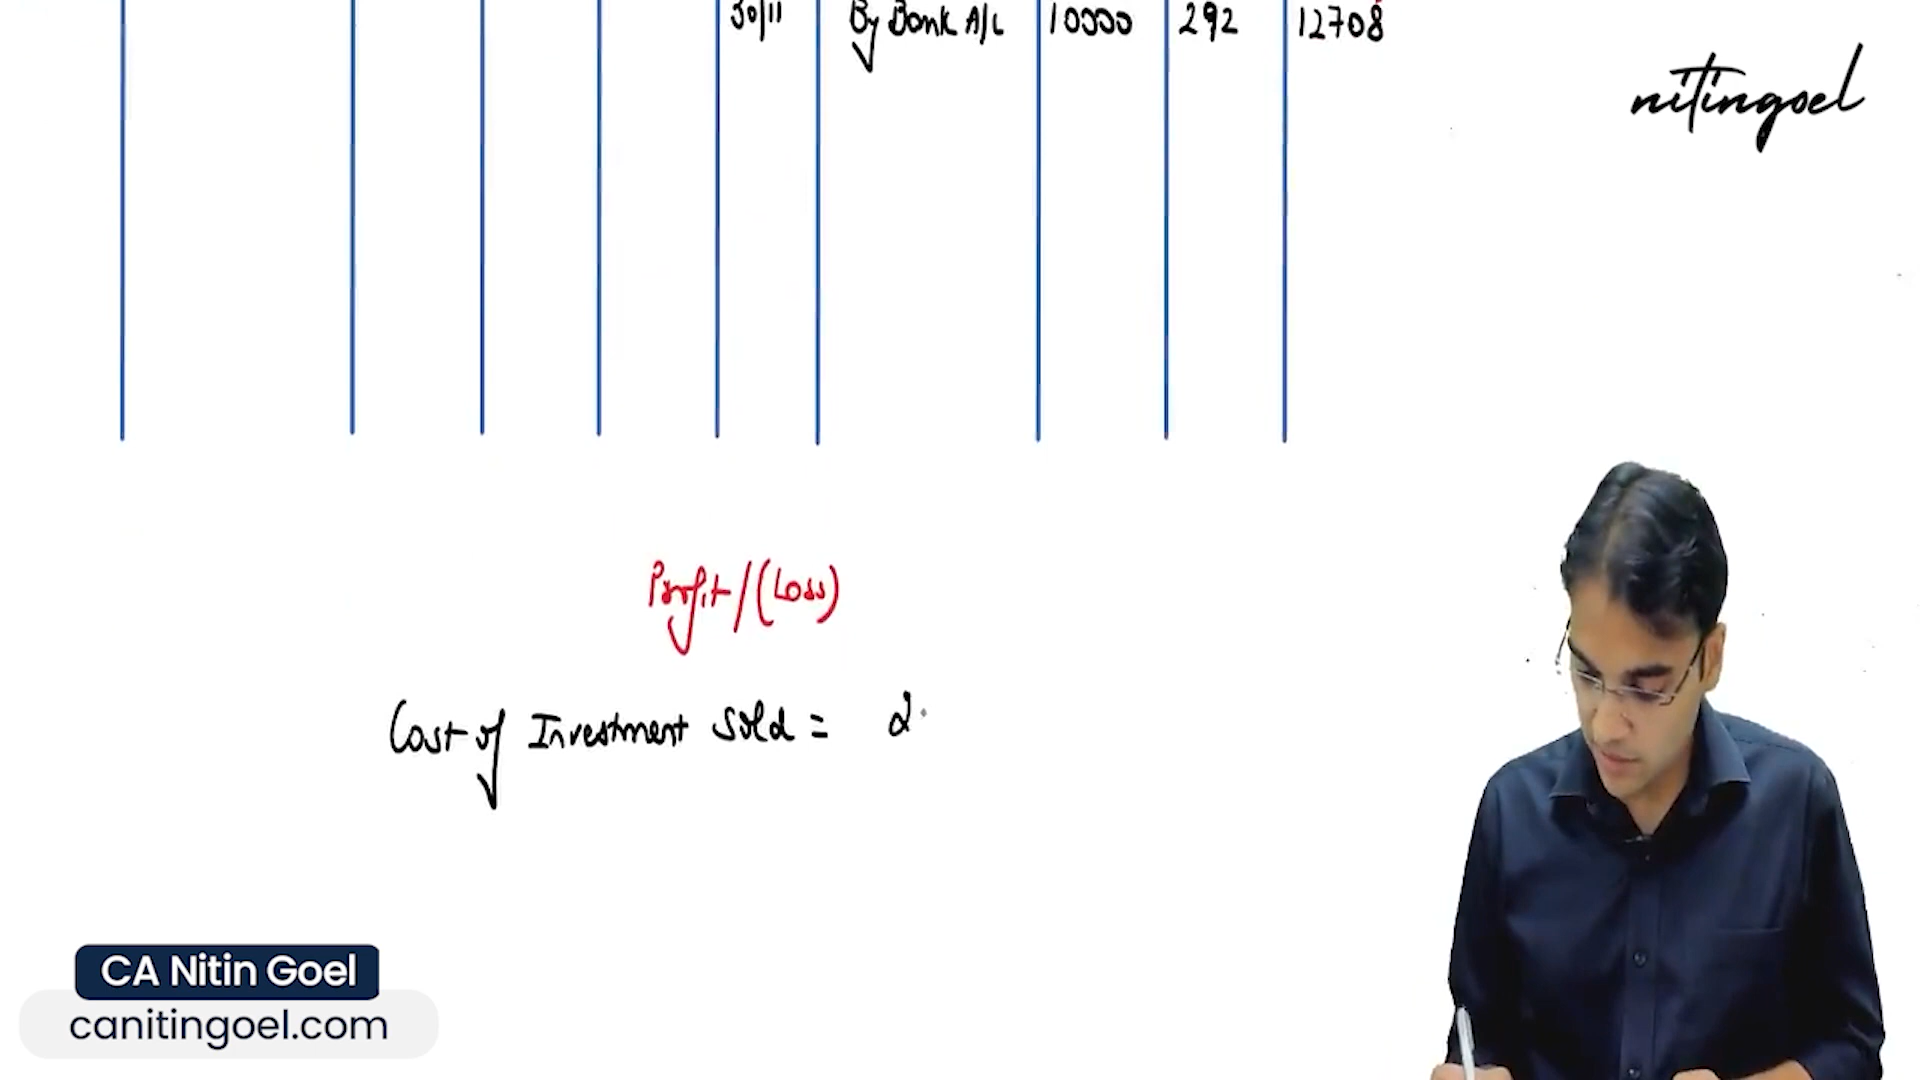 30/11 By Bank A/c 10000 292 12708
nitingoel
Profit/(Loss)
Cost of Investment Sold = 2
CA Nitin Goel
canitingoel.com